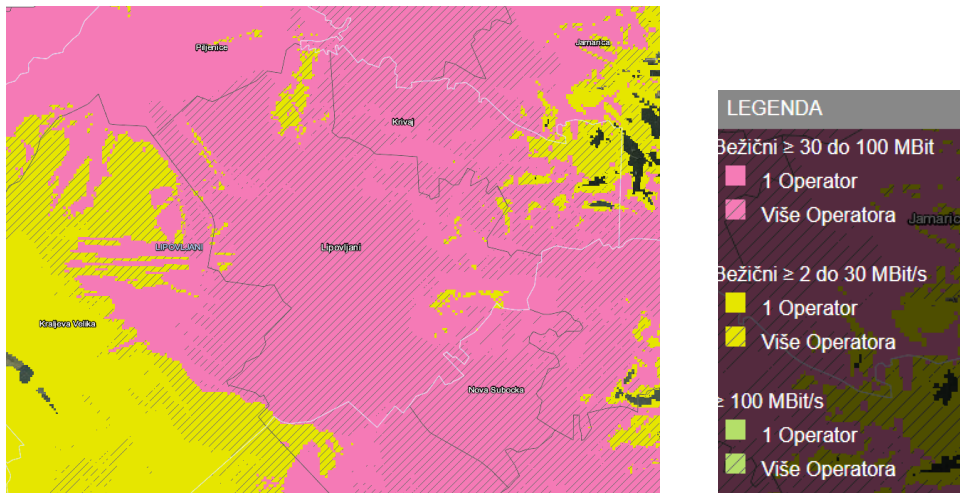 Piljenice
Jamarica
Krivaj
LIPOVLJANI
Lipovljani
Kraljeva Velika
Nova Subocka
LEGENDA
Bežični ≥ 30 do 100 MBit
1 Operator
Više Operatora
Jamaric
Bežični ≥ 2 do 30 MBit/s
1 Operator
Više Operatora
≥ 100 MBit/s
1 Operator
Više Operatora